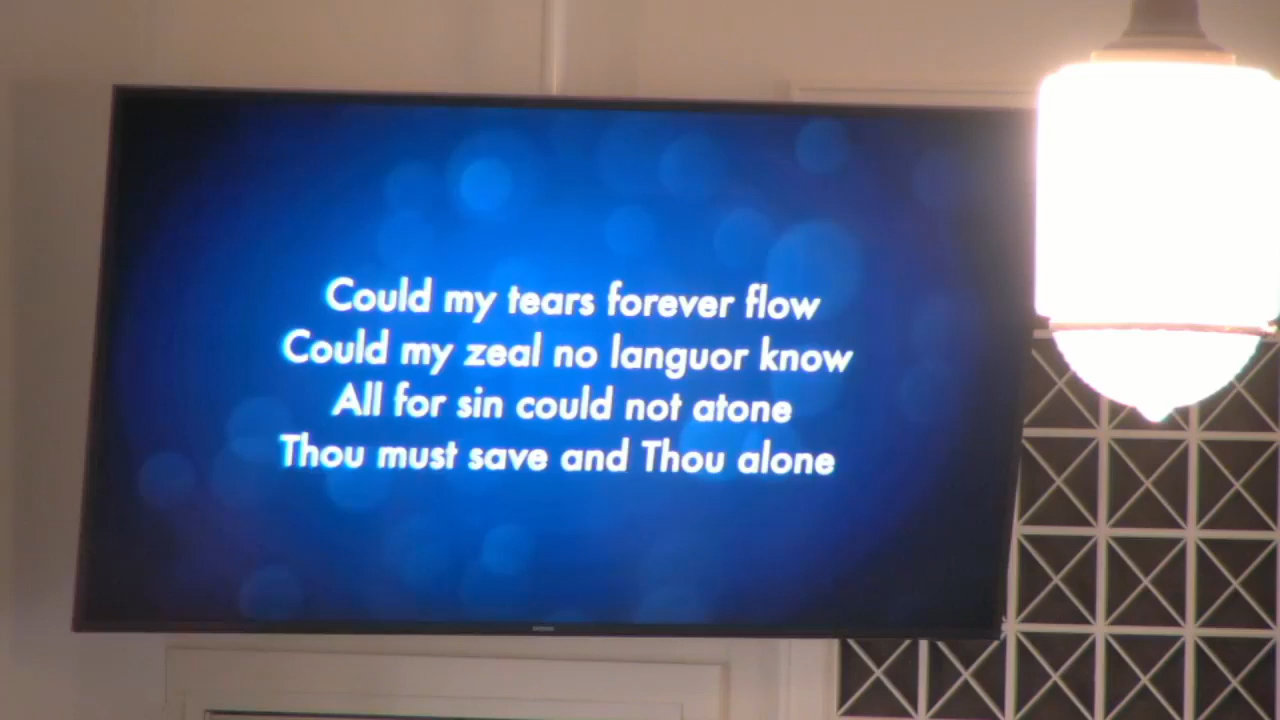 Could my tears forever flow
Could my zeal no languor know
All for sin could not atone
Thou must save and Thou alone